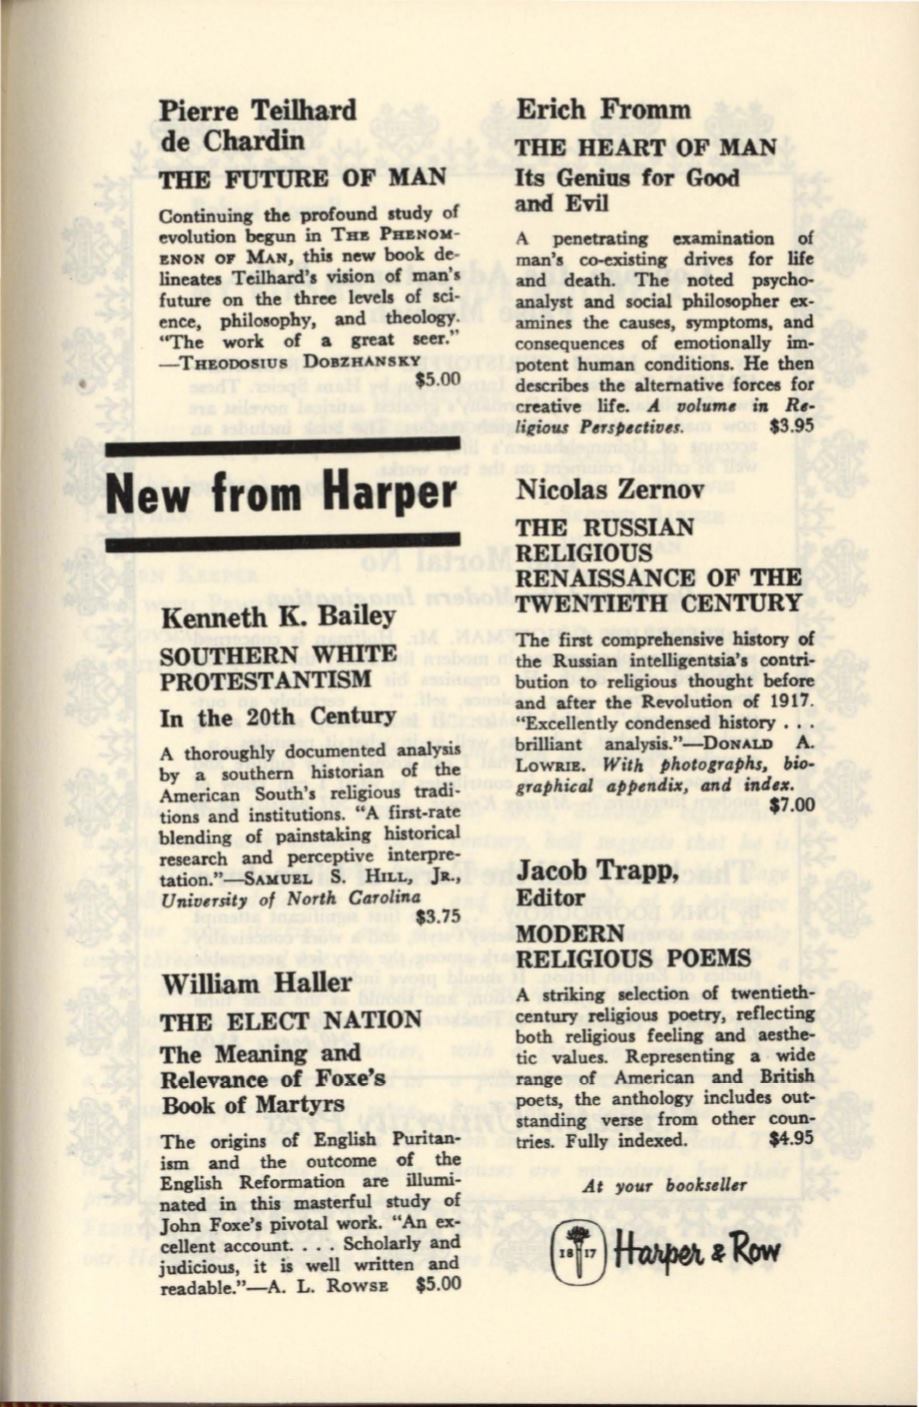 Pierre Teilhard
de Chardin
THE FUTURE OF MAN
Continuing the profound study of
evolution begun in THE PHENOM-
ENON OF MAN, this new book de-
lineates Teilhard's vision of man's
future on the three levels of sci-
ence, philosophy, and theology.
"The work of a great seer."
—THEODOSIUS DOBZHANSKY
$5.00
New from Harper
Kenneth K. Bailey
SOUTHERN WHITE
PROTESTANTISM
In the 20th Century
A thoroughly documented analysis
by a southern historian of the
American South's religious tradi-
tions and institutions. "A first-rate
blending of painstaking historical
research and perceptive interpre-
tation."—SAMUEL S. HILL, JR.,
University of North Carolina
$3.75
William Haller
THE ELECT NATION
The Meaning and
Relevance of Foxe's
Book of Martyrs
The origins of English Puritan-
ism and the outcome of the
English Reformation are illumi-
nated in this masterful study of
John Foxe's pivotal work. "An ex-
cellent account. . . . Scholarly and
judicious, it is well written and
readable."—A. L. ROWSE $5.00
Erich Fromm
THE HEART OF MAN
Its Genius for Good
and Evil
A penetrating examination of
man's co-existing drives for life
and death. The noted psycho-
analyst and social philosopher ex-
amines the causes, symptoms, and
consequences of emotionally im-
potent human conditions. He then
describes the alternative forces for
creative life. A volume in Re-
ligious Perspectives. $3.95
Nicolas Zernov
THE RUSSIAN
RELIGIOUS
RENAISSANCE OF THE
TWENTIETH CENTURY
The first comprehensive history of
the Russian intelligentsia's contri-
bution to religious thought before
and after the Revolution of 1917.
"Excellently condensed history . . .
brilliant analysis."—DONALD A.
LOWRIE. With photographs, bio-
graphical appendix, and index.
$7.00
Jacob Trapp,
Editor
MODERN
RELIGIOUS POEMS
A striking selection of twentieth-
century religious poetry, reflecting
both religious feeling and aesthe-
tic values. Representing a wide
range of American and British
poets, the anthology includes out-
standing verse from other coun-
tries. Fully indexed. $4.95
At your bookseller
18 17 Harper & Row